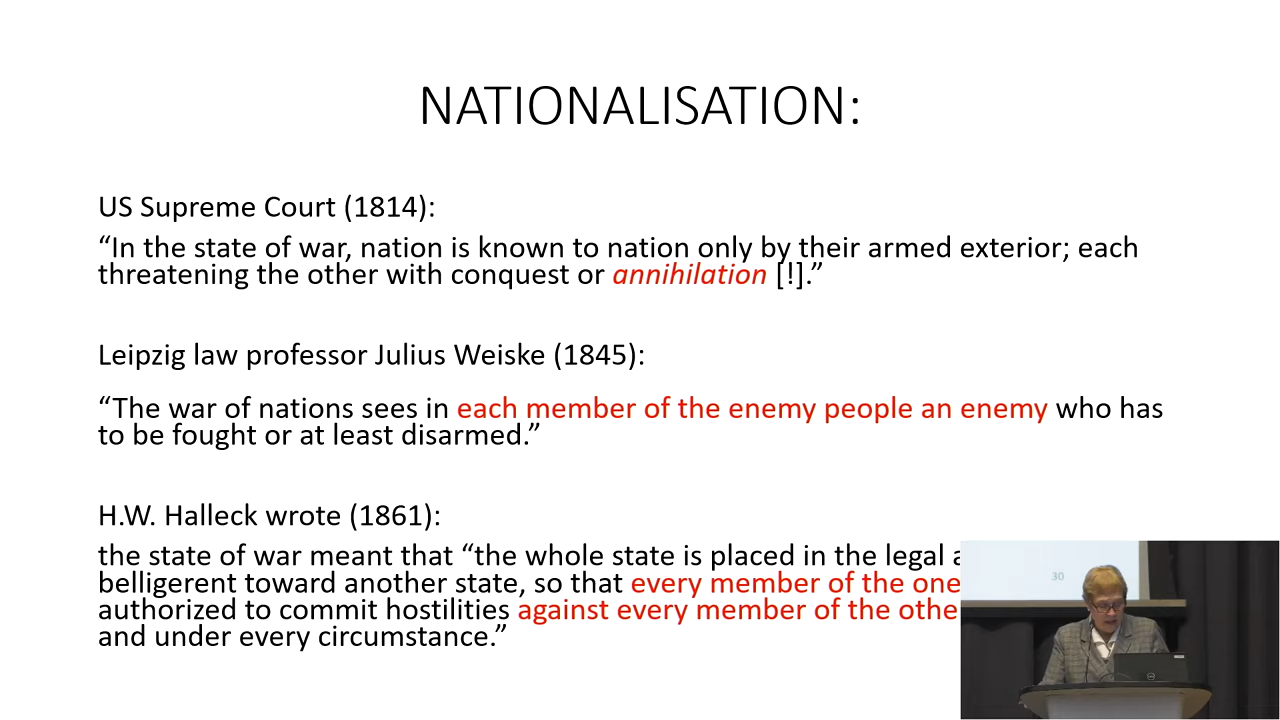 NATIONALISATION:
US Supreme Court (1814):
“In the state of war, nation is known to nation only by their armed exterior; each
threatening the other with conquest or annihilation [!].”
Leipzig law professor Julius Weiske (1845):
“The war of nations sees in each member of the enemy people an enemy who has
to be fought or at least disarmed.”
H.W. Halleck wrote (1861):
the state of war meant that “the whole state is placed in the legal
belligerent toward another state, so that every member of the one
authorized to commit hostilities against every member of the othe
and under every circumstance.”
30